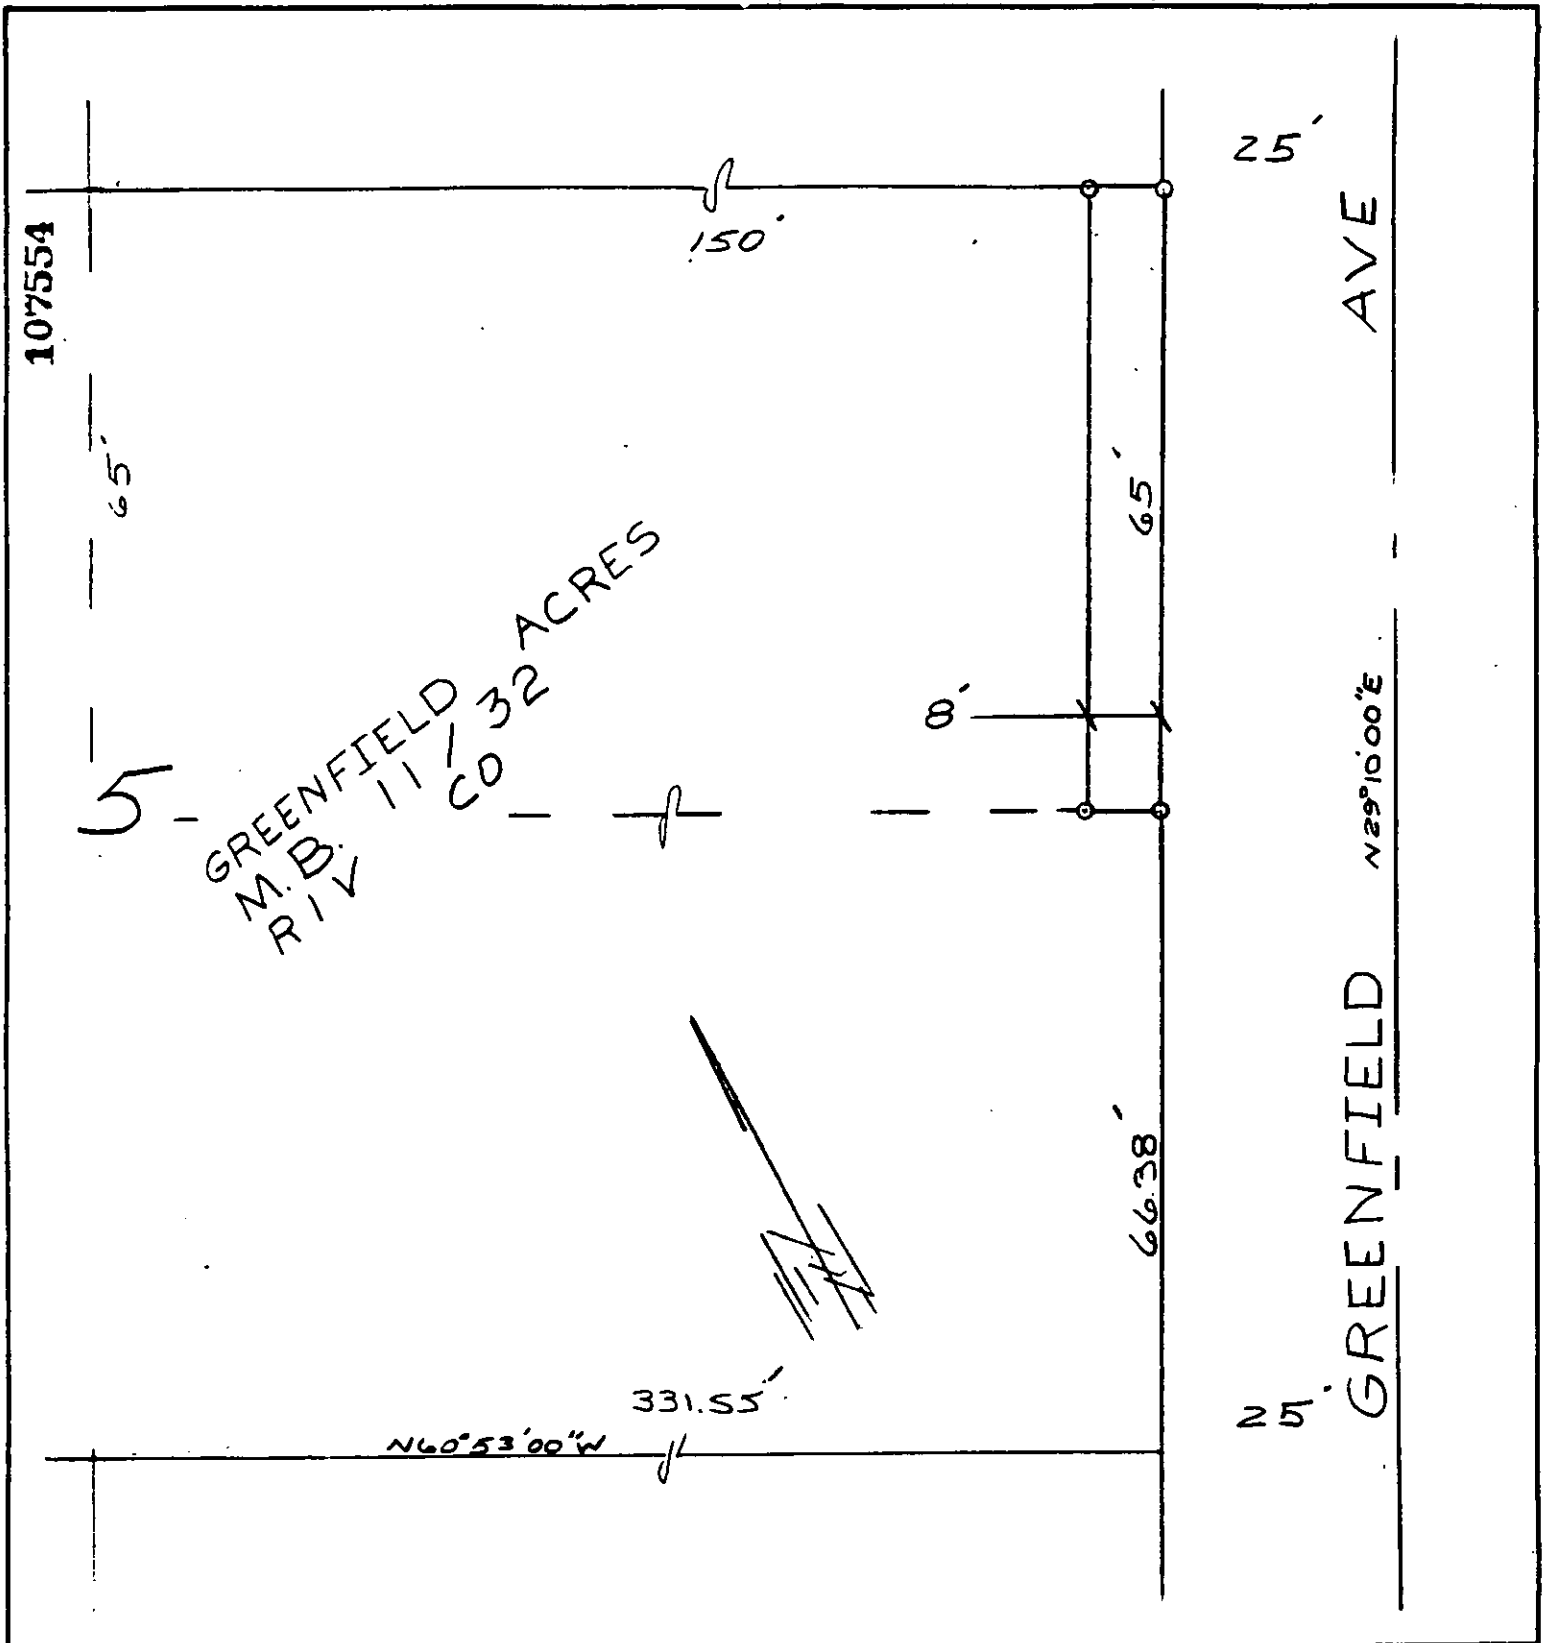 25'
150'
107554
65'
AVE
65'
GREENFIELD ACRES
M.B. 11/32
RIV CO
8'
N29°10'00"E
5
66.38'
GREENFIELD
331.55'
N60°53'00"W
25'